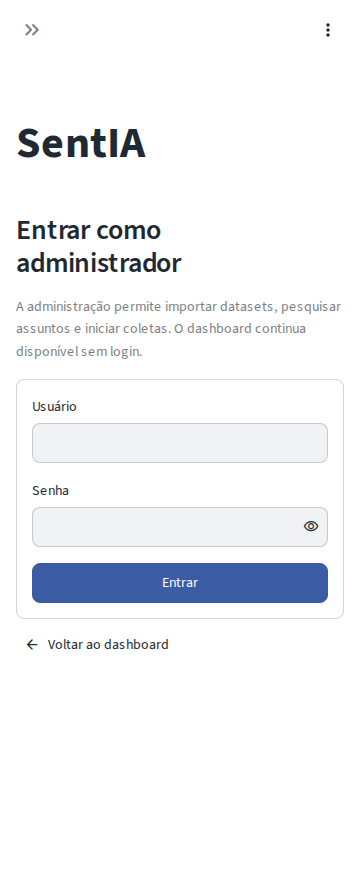 SentIA
Entrar como
administrador
A administração permite importar datasets, pesquisar
assuntos e iniciar coletas. O dashboard continua
disponível sem login.
Usuário
Senha
Entrar
Voltar ao dashboard